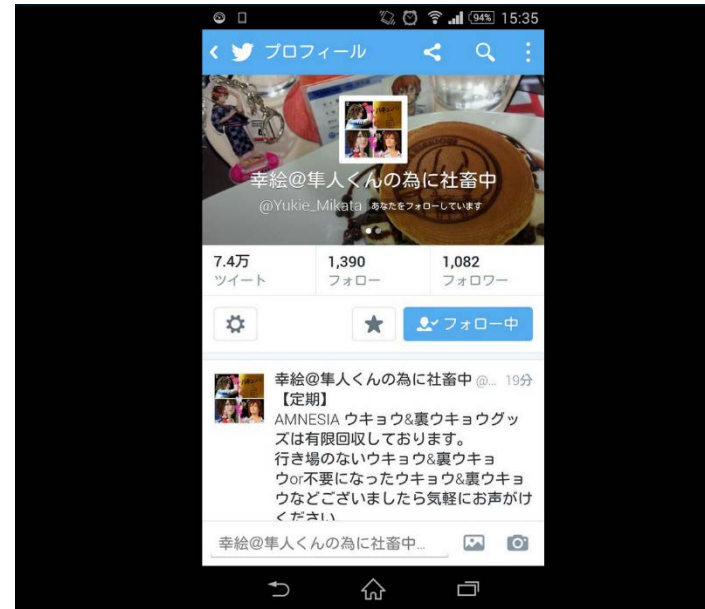 94% 15:35
プロフィール
幸絵@隼人くんの為に社畜中
@Yukie_Mikata あなたをフォローしています
7.4万 1,390 1,082
ツイート フォロー フォロワー
フォロー中
幸絵@隼人くんの為に社畜中 @... 19分
【定期】
AMNESIA ウキョウ&裏ウキョウグッ
ズは有限回収しております。
行き場のないウキョウ&裏ウキョ
ウor不要になったウキョウ&裏ウキョ
ウなどございましたら気軽にお声がけ
ください
幸絵@隼人くんの為に社畜中...